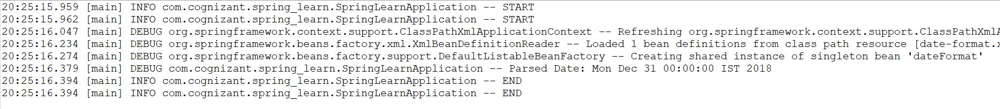 20:25:15.959 [main] INFO com.cognizant.spring_learn.SpringLearnApplication -- START
20:25:15.962 [main] INFO com.cognizant.spring_learn.SpringLearnApplication -- START
20:25:16.047 [main] DEBUG org.springframework.context.support.ClassPathXmlApplicationContext -- Refreshing org.springframework.context.support.ClassPathXmlA
20:25:16.234 [main] DEBUG org.springframework.beans.factory.xml.XmlBeanDefinitionReader -- Loaded 1 bean definitions from class path resource [date-format.x
20:25:16.274 [main] DEBUG org.springframework.beans.factory.support.DefaultListableBeanFactory -- Creating shared instance of singleton bean 'dateFormat'
20:25:16.379 [main] DEBUG com.cognizant.spring_learn.SpringLearnApplication -- Parsed Date: Mon Dec 31 00:00:00 IST 2018
20:25:16.394 [main] INFO com.cognizant.spring_learn.SpringLearnApplication -- END
20:25:16.394 [main] INFO com.cognizant.spring_learn.SpringLearnApplication -- END